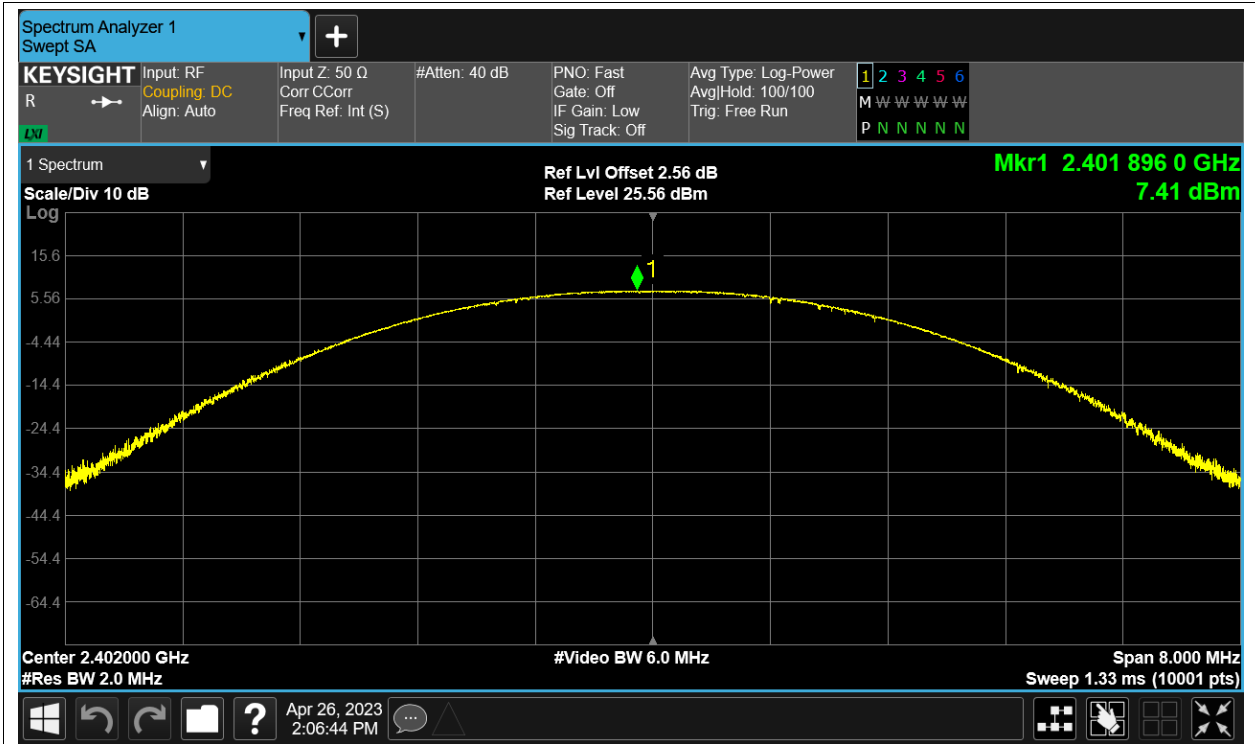 Spectrum Analyzer 1
Swept SA
KEYSIGHT
R
LXI
Input: RF
Coupling: DC
Align: Auto
Input Z: 50 Ω
Corr CCorr
Freq Ref: Int (S)
#Atten: 40 dB
PNO: Fast
Gate: Off
IF Gain: Low
Sig Track: Off
Avg Type: Log-Power
Avg|Hold: 100/100
Trig: Free Run
1 2 3 4 5 6
M W W W W W
P N N N N N
1 Spectrum
Scale/Div 10 dB
Log
Ref Lvl Offset 2.56 dB
Ref Level 25.56 dBm
Mkr1 2.401 896 0 GHz
7.41 dBm
1
15.6
5.56
-4.44
-14.4
-24.4
-34.4
-44.4
-54.4
-64.4
Center 2.402000 GHz
#Res BW 2.0 MHz
#Video BW 6.0 MHz
Span 8.000 MHz
Sweep 1.33 ms (10001 pts)
?
Apr 26, 2023
2:06:44 PM